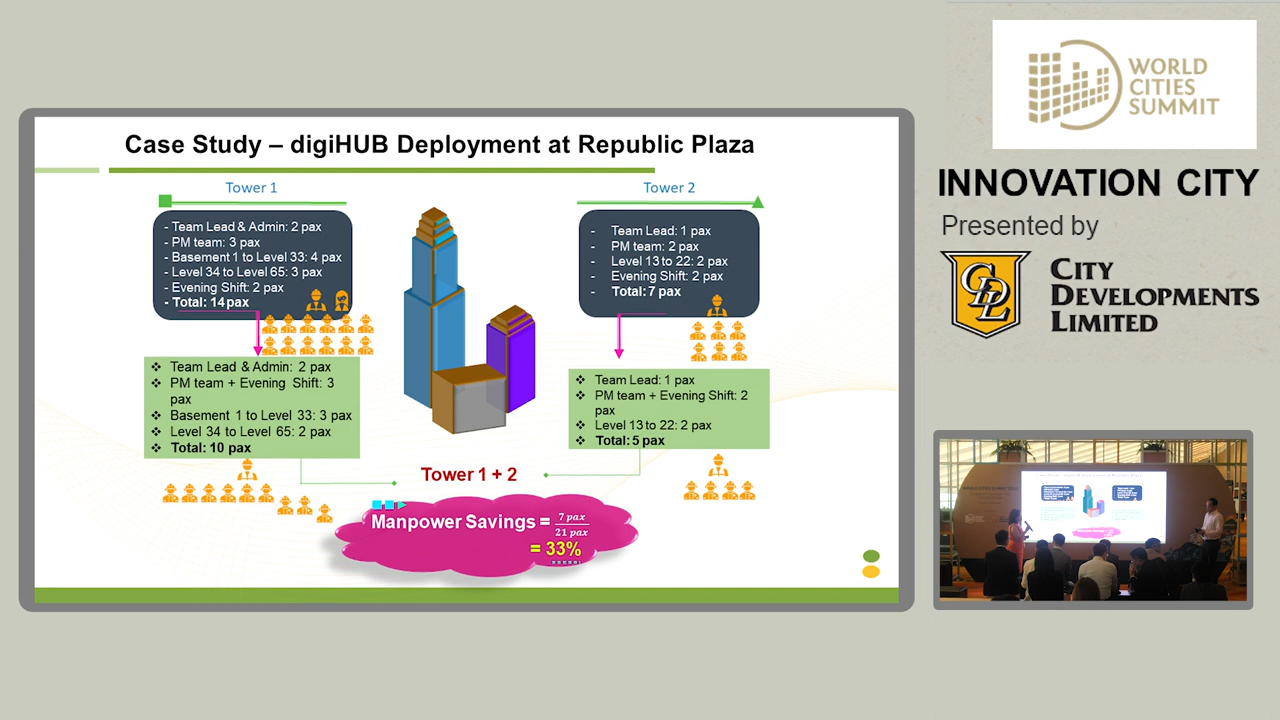 Case Study – digiHUB Deployment at Republic Plaza
Tower 1
- Team Lead & Admin: 2 pax
- PM team: 3 pax
- Basement 1 to Level 33: 4 pax
- Level 34 to Level 65: 3 pax
- Evening Shift: 2 pax
- Total: 14 pax
❖ Team Lead & Admin: 2 pax
❖ PM team + Evening Shift: 3
pax
❖ Basement 1 to Level 33: 3 pax
❖ Level 34 to Level 65: 2 pax
❖ Total: 10 pax
Tower 2
- Team Lead: 1 pax
- PM team: 2 pax
- Level 13 to 22: 2 pax
- Evening Shift: 2 pax
- Total: 7 pax
❖ Team Lead: 1 pax
❖ PM team + Evening Shift: 2
pax
❖ Level 13 to 22: 2 pax
❖ Total: 5 pax
Tower 1 + 2
Manpower Savings = 7 pax
21 pax
= 33%
WORLD
CITIES
SUMMIT
INNOVATION CITY
Presented by
CDL
CITY
DEVELOPMENTS
LIMITED